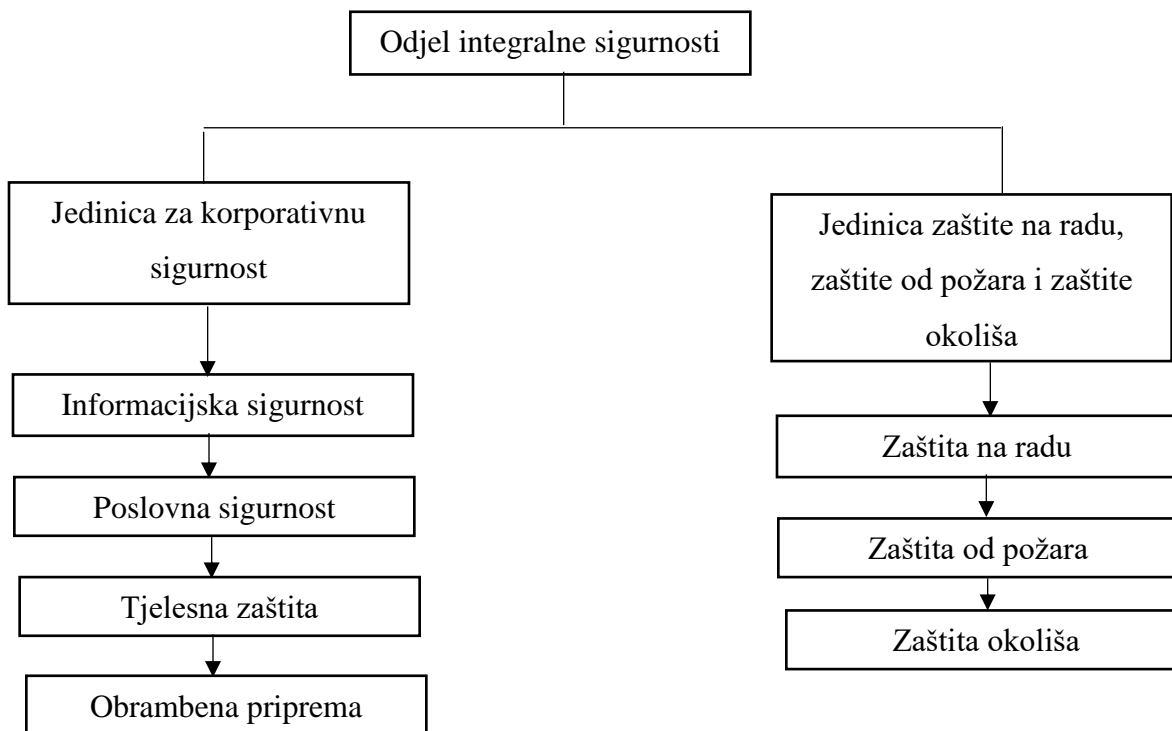 Odjel integralne sigurnosti
Jedinica za korporativnu
sigurnost
Informacijska sigurnost
Poslovna sigurnost
Tjelesna zaštita
Obrambena priprema
Jedinica zaštite na radu,
zaštite od požara i zaštite
okoliša
Zaštita na radu
Zaštita od požara
Zaštita okoliša